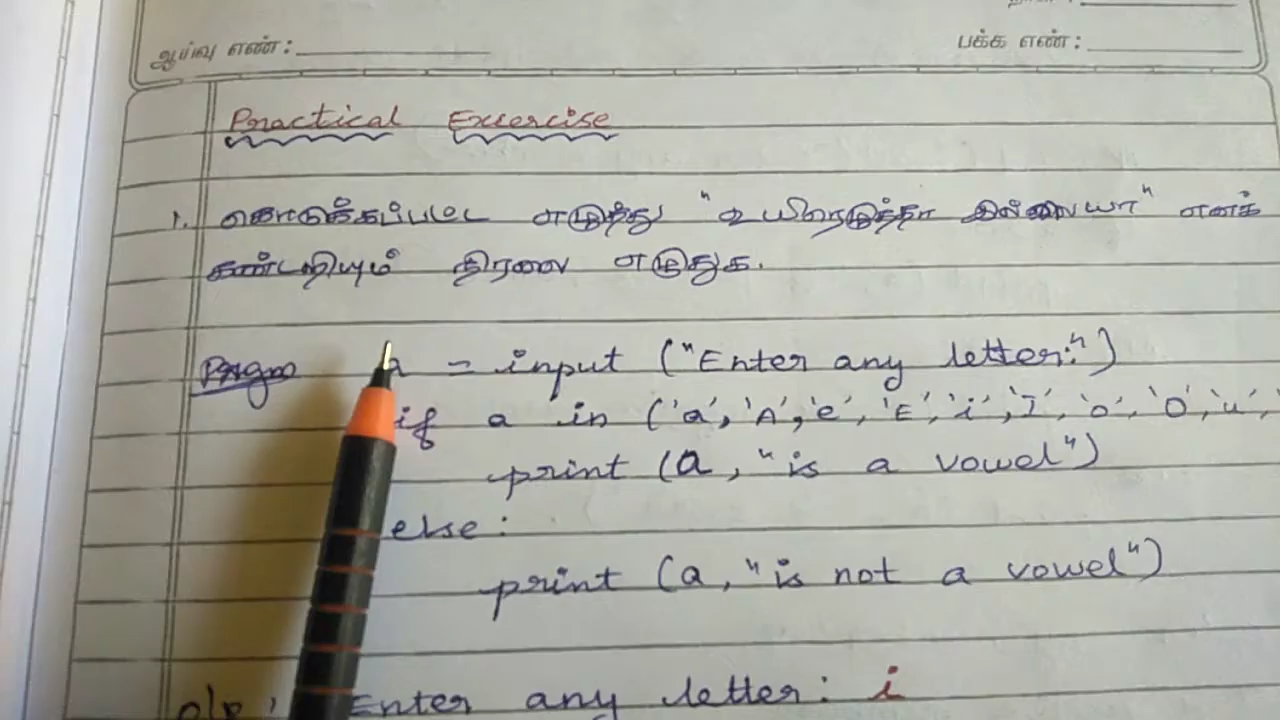 ஆய்வு எண்:
பக்க எண்:
Practical Excercise
1. கொடுக்கப்பட்ட எழுத்து "உயிரெழுத்தா இல்லையா" எனக்
கண்டறியும் நிரலை எழுதுக.
Prgm a = input ("Enter any letter:")
if a in ('a', 'A', 'e', 'E', 'i', 'I', 'o', 'O', 'u', '
print (a, "is a vowel")
else:
print (a, "is not a vowel")
o/p: Enter any letter: i